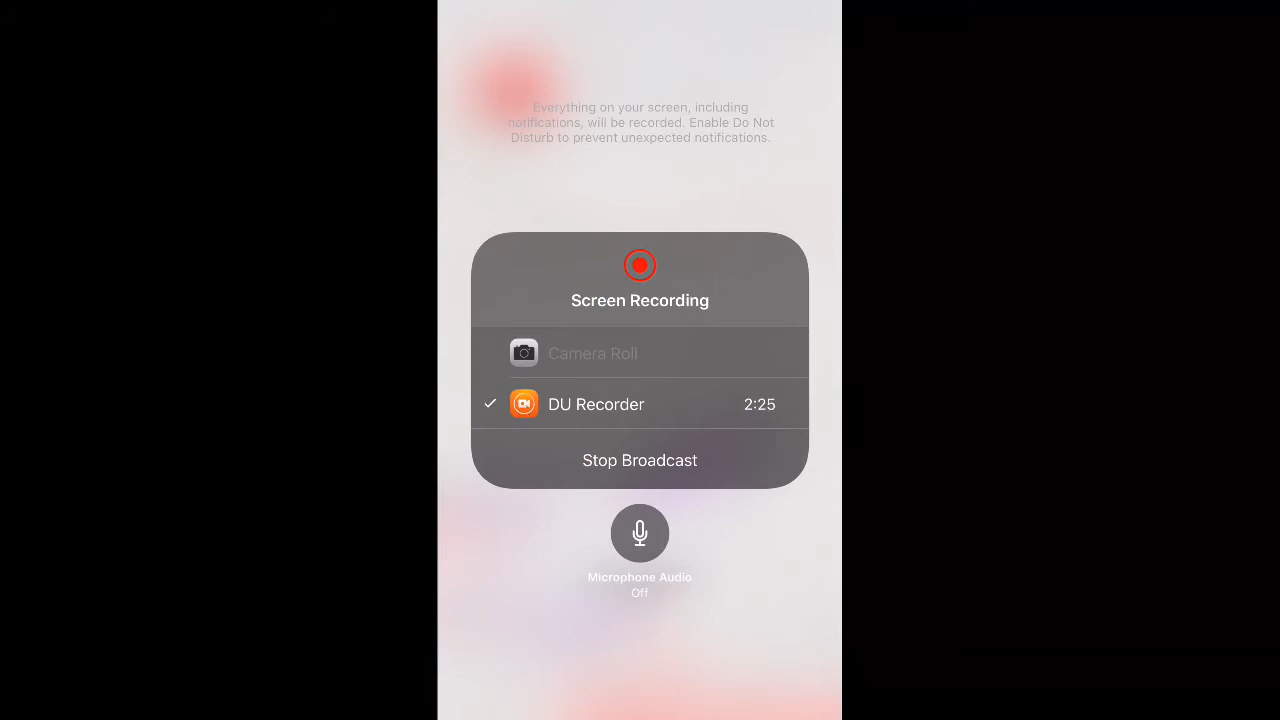 Everything on your screen, including
notifications, will be recorded. Enable Do Not
Disturb to prevent unexpected notifications.
Screen Recording
Camera Roll
DU Recorder 2:25
Stop Broadcast
Microphone Audio
Off